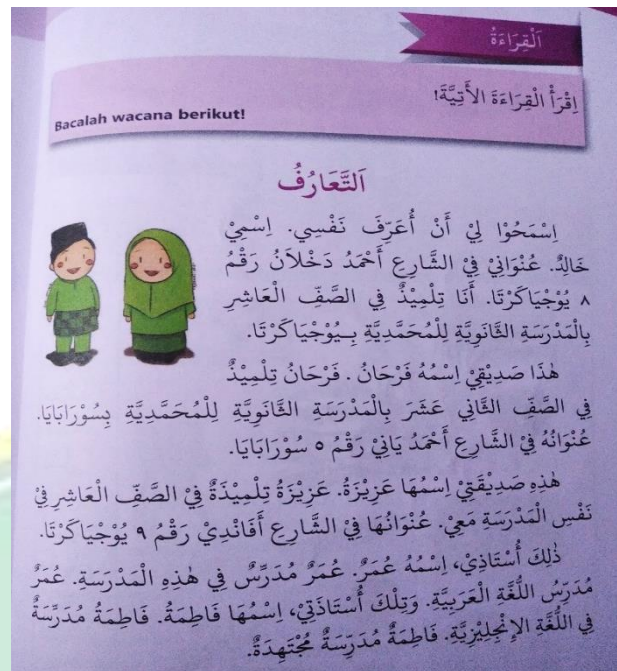 اَلْقِرَاءَةُ
اِقْرَأْ الْقِرَاءَةَ الأَتِيَّةَ!
Bacalah wacana berikut!
اَلتَّعَارُفُ
اِسْمَحُوْا لِيْ أَنْ أُعَرِّفَ نَفْسِي. اِسْمِيْ
خَالِدٌ. عُنْوَانِيْ فِيْ الشَّارِعِ أَحْمَدُ دَخْلَانُ رَقْمُ
٨ يُوْجْيَاكَرْتَا. أَنَا تِلْمِيْذٌ فِي الصَّفِّ الْعَاشِرِ
بِالْمَدْرَسَةِ الثَّانَوِيَّةِ لِلْمُحَمَّدِيَّةِ بِـيُوْجْيَاكَرْتَا.
هٰذَا صَدِيْقِيْ اِسْمُهُ فَرْحَانُ . فَرْحَانُ تِلْمِيْذٌ
فِي الصَّفِّ الثَّانِي عَشَرَ بِالْمَدْرَسَةِ الثَّانَوِيَّةِ لِلْمُحَمَّدِيَّةِ بِسُوْرَابَايَا.
عُنْوَانُهُ فِيْ الشَّارِعِ أَحْمَدُ يَانِيْ رَقْمُ ٥ سُوْرَابَايَا.
هٰذِهِ صَدِيْقَتِيْ اِسْمُهَا عَزِيْزَةُ. عَزِيْزَةُ تِلْمِيْذَةٌ فِيْ الصَّفِّ الْعَاشِرِ فِيْ
نَفْسِ الْمَدْرَسَةِ مَعِيْ. عُنْوَانُهَا فِيْ الشَّارِعِ أَفَانْدِيْ رَقْمُ ٩ يُوْجْيَاكَرْتَا.
ذٰلِكَ أُسْتَاذِيْ، اِسْمُهُ عُمَرُ. عُمَرُ مُدَرِّسٌ فِي هٰذِهِ الْمَدْرَسَةِ. عُمَرُ
مُدَرِّسُ اللُّغَّةِ الْعَرَبِيَّةِ. وَتِلْكَ أُسْتَاذَتِيْ، اِسْمُهَا فَاطِمَةُ. فَاطِمَةُ مُدَرِّسَةٌ
فِي اللُّغَّةِ الإِنْجِلِيْزِيَّةِ. فَاطِمَةُ مُدَرِّسَةٌ مُجْتَهِدَةٌ.